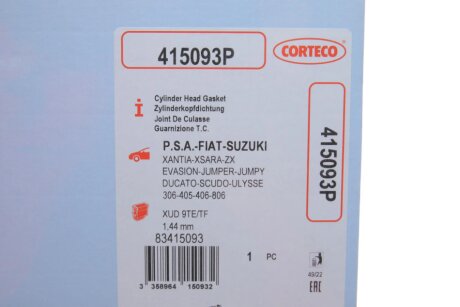 415093P
CORTECO
i
Cylinder Head Gasket
Zylinderkopfdichtung
Joint De Culasse
Guarnizione T.C.
P.S.A.-FIAT-SUZUKI
XANTIA-XSARA-ZX
EVASION-JUMPER-JUMPY
DUCATO-SCUDO-ULYSSE
306-405-406-806
XUD 9TE/TF
1,44 mm
83415093
1 PC
3 358964 150932
49/22
EAC
415093P